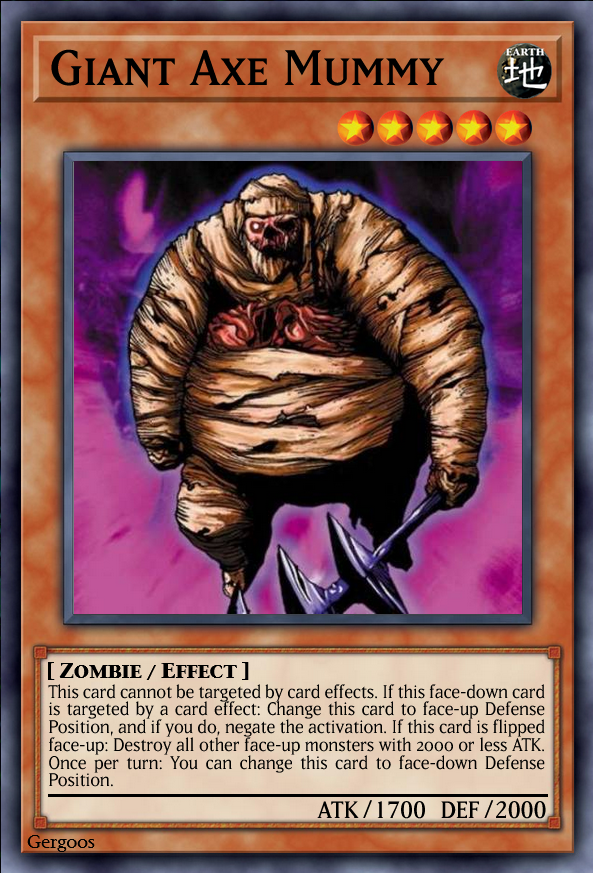 Giant Axe Mummy
EARTH
地
[ Zombie / Effect ]
This card cannot be targeted by card effects. If this face-down card
is targeted by a card effect: Change this card to face-up Defense
Position, and if you do, negate the activation. If this card is flipped
face-up: Destroy all other face-up monsters with 2000 or less ATK.
Once per turn: You can change this card to face-down Defense
Position.
ATK/1700 DEF/2000
Gergoos